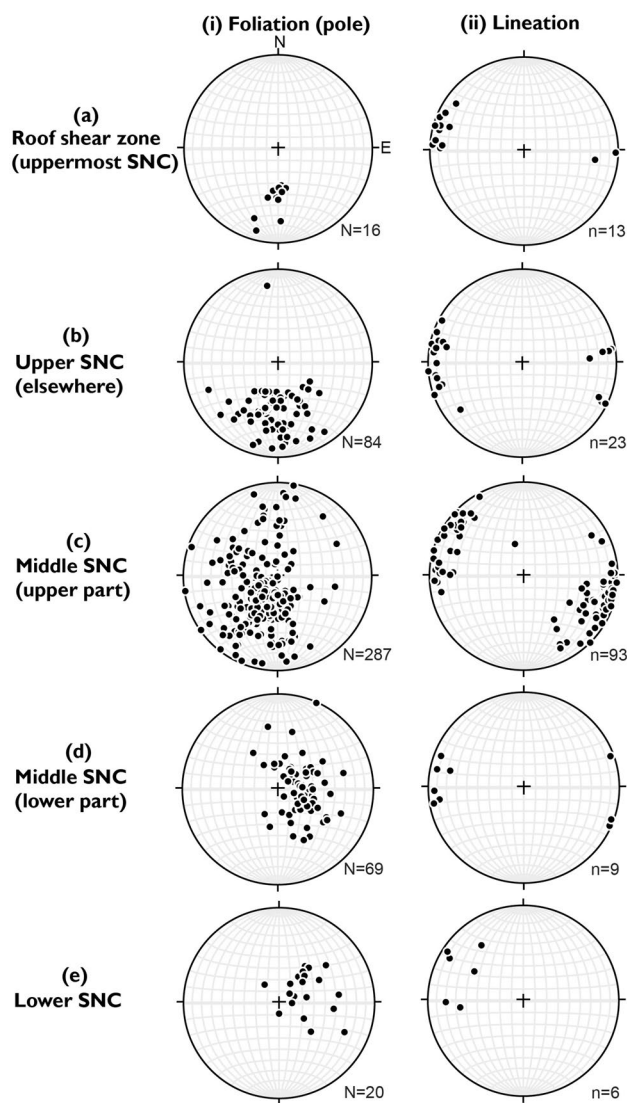 (i) Foliation (pole)
(ii) Lineation
N
(a)
Roof shear zone
(uppermost SNC)
E
N=16
n=13
(b)
Upper SNC
(elsewhere)
N=84
n=23
(c)
Middle SNC
(upper part)
N=287
n=93
(d)
Middle SNC
(lower part)
N=69
n=9
(e)
Lower SNC
N=20
n=6